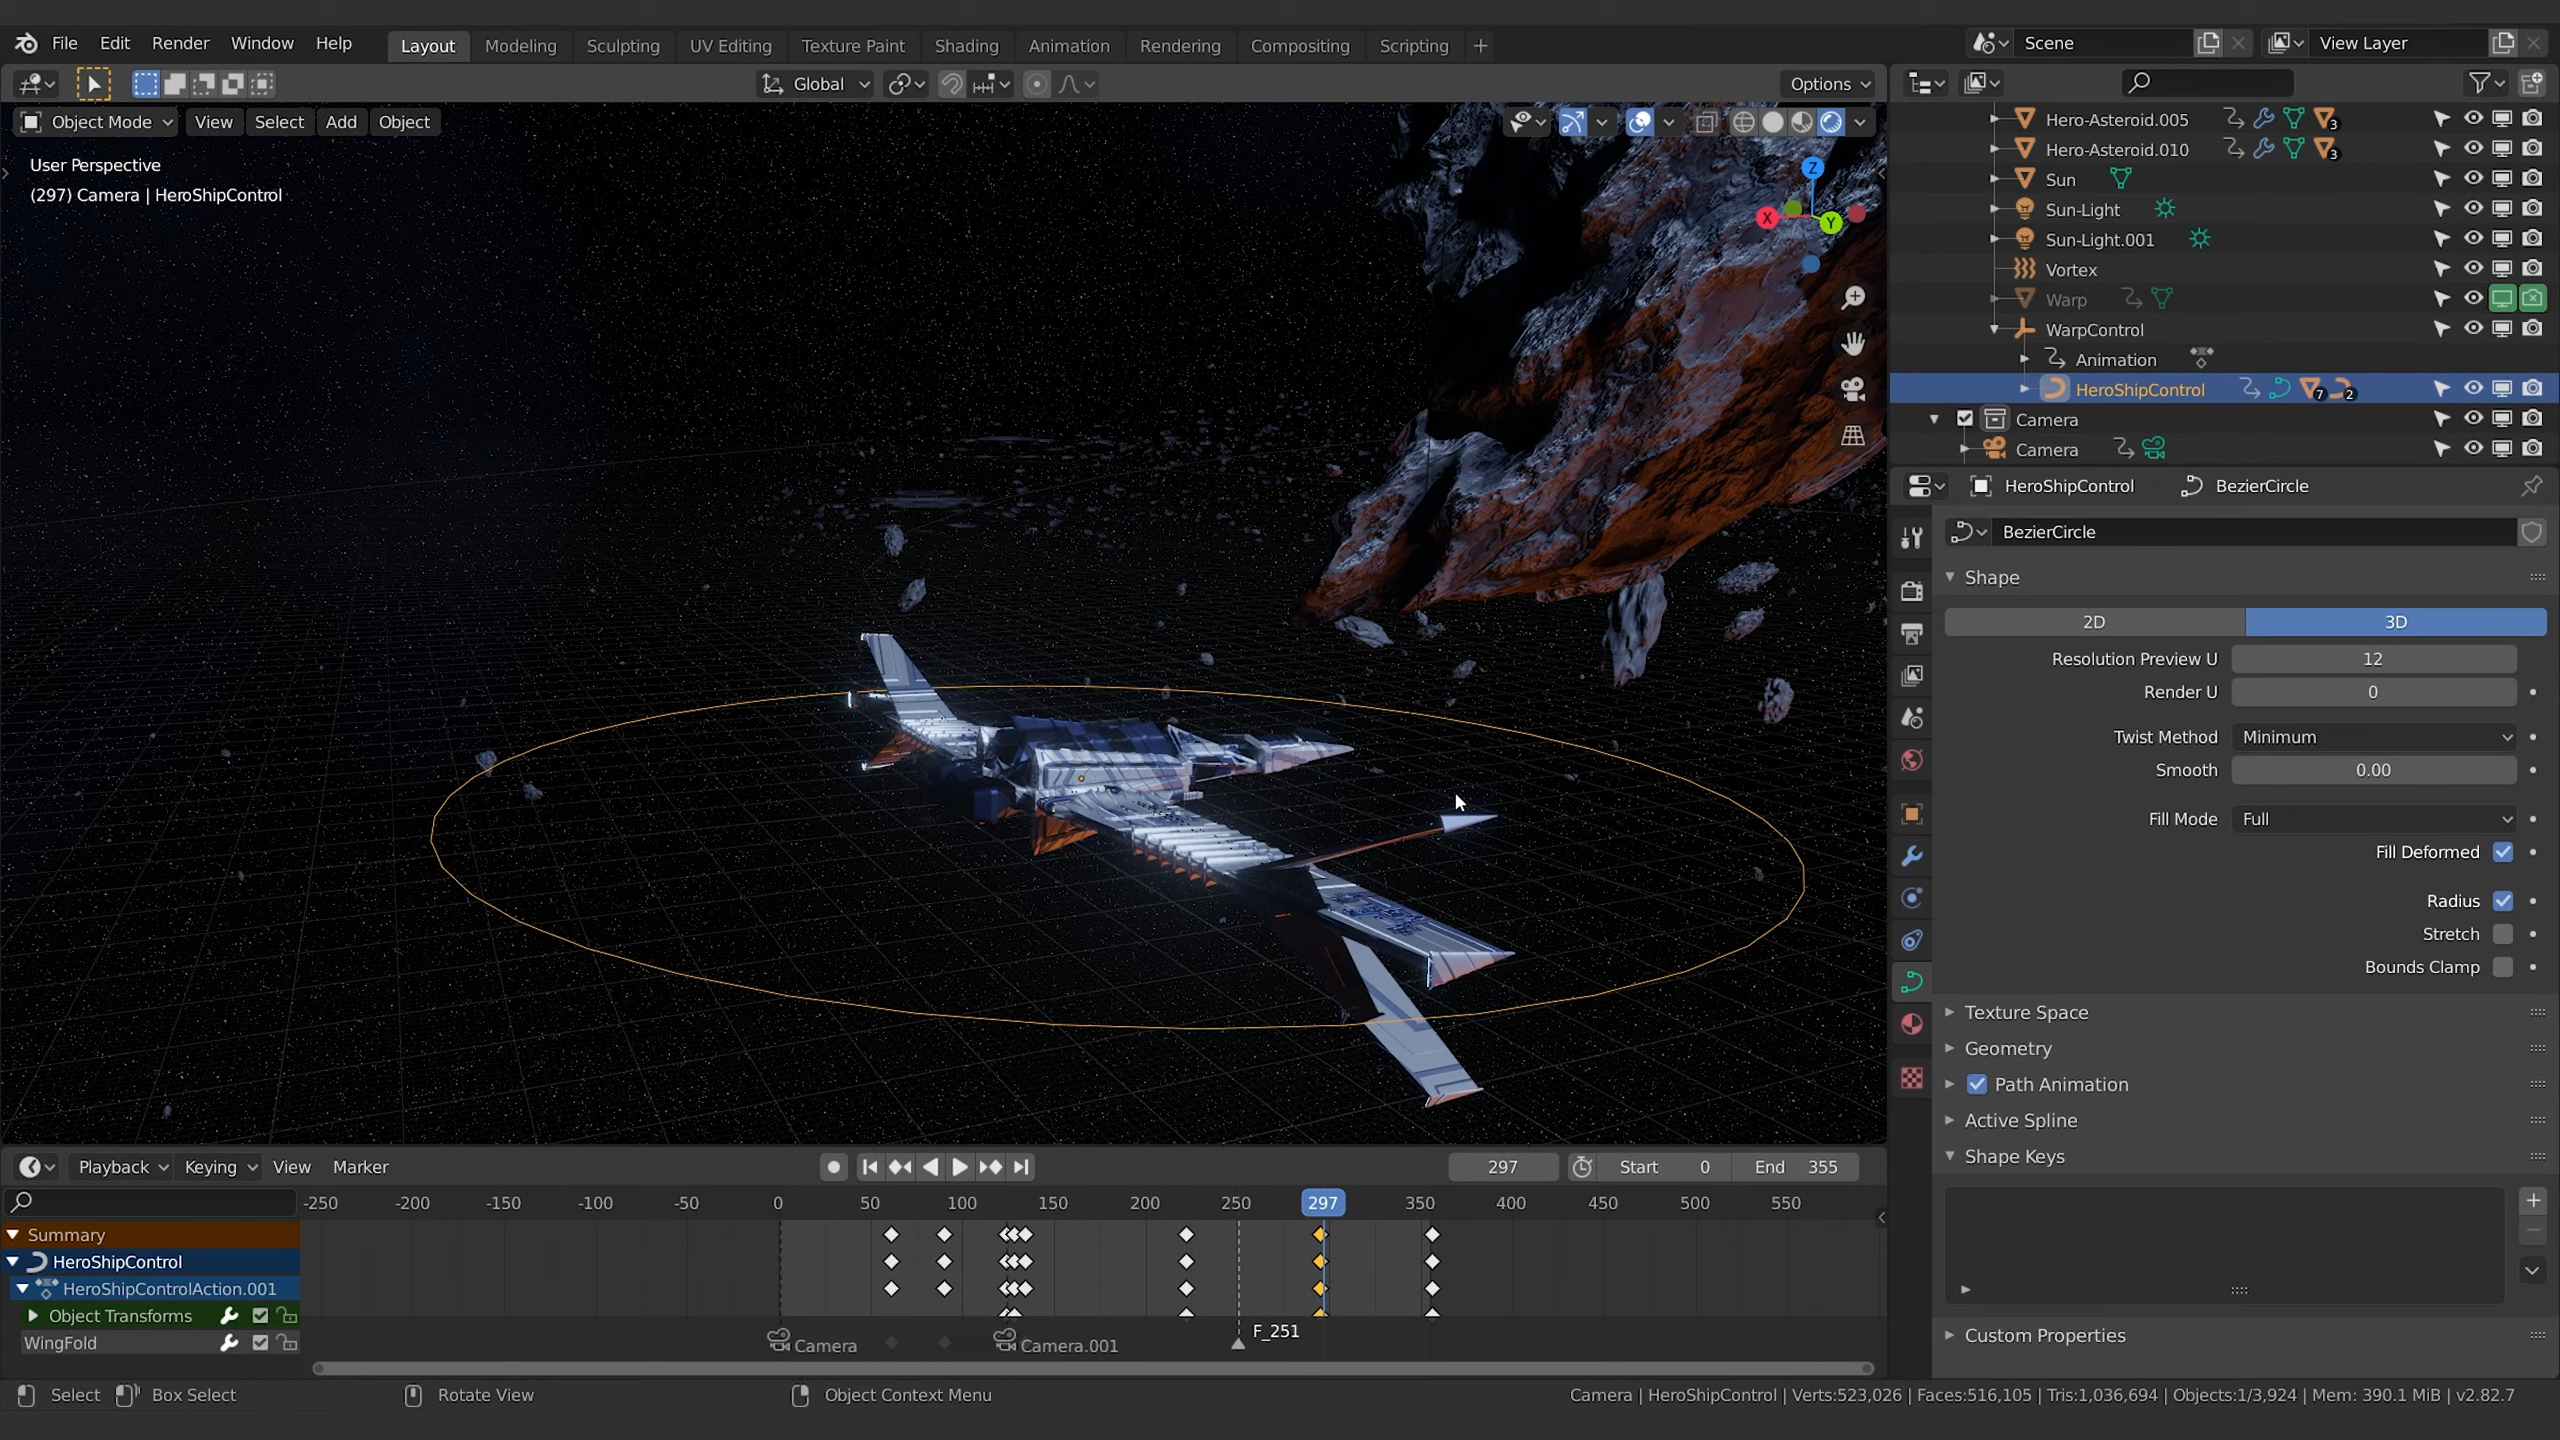 File Edit Render Window Help Layout Modeling Sculpting UV Editing Texture Paint Shading Animation Rendering Compositing Scripting + Scene View Layer
Global Options
Object Mode View Select Add Object
User Perspective
(297) Camera | HeroShipControl
Z
X
Y
Hero-Asteroid.005 3
Hero-Asteroid.010 3
Sun
Sun-Light
Sun-Light.001
Vortex
Warp
WarpControl
Animation
HeroShipControl 7 2
Camera
Camera
HeroShipControl BezierCircle
BezierCircle
Shape
2D 3D
Resolution Preview U 12
Render U 0
Twist Method Minimum
Smooth 0.00
Fill Mode Full
Fill Deformed
Radius
Stretch
Bounds Clamp
Texture Space
Geometry
Path Animation
Active Spline
Shape Keys
Custom Properties
Playback Keying View Marker 297 Start 0 End 355
-250 -200 -150 -100 -50 0 50 100 150 200 250 297 350 400 450 500 550
Summary
HeroShipControl
HeroShipControlAction.001
Object Transforms
WingFold
Camera Camera.001 F_251
Select Box Select Rotate View Object Context Menu Camera | HeroShipControl | Verts:523,026 | Faces:516,105 | Tris:1,036,694 | Objects:1/3,924 | Mem: 390.1 MiB | v2.82.7